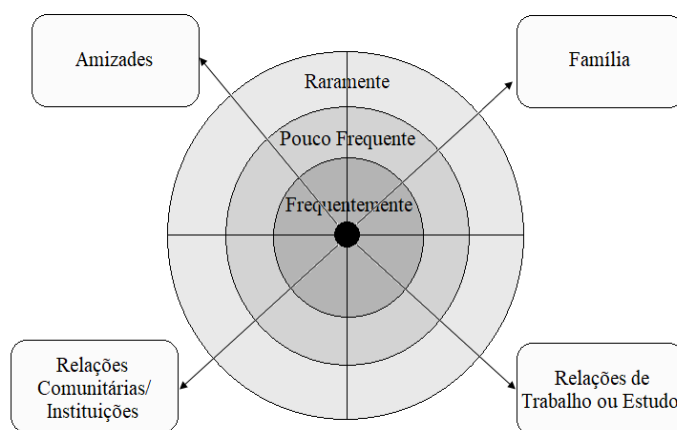 Amizades
Família
Raramente
Pouco Frequente
Frequentemente
Relações
Comunitárias/
Instituições
Relações de
Trabalho ou Estudo